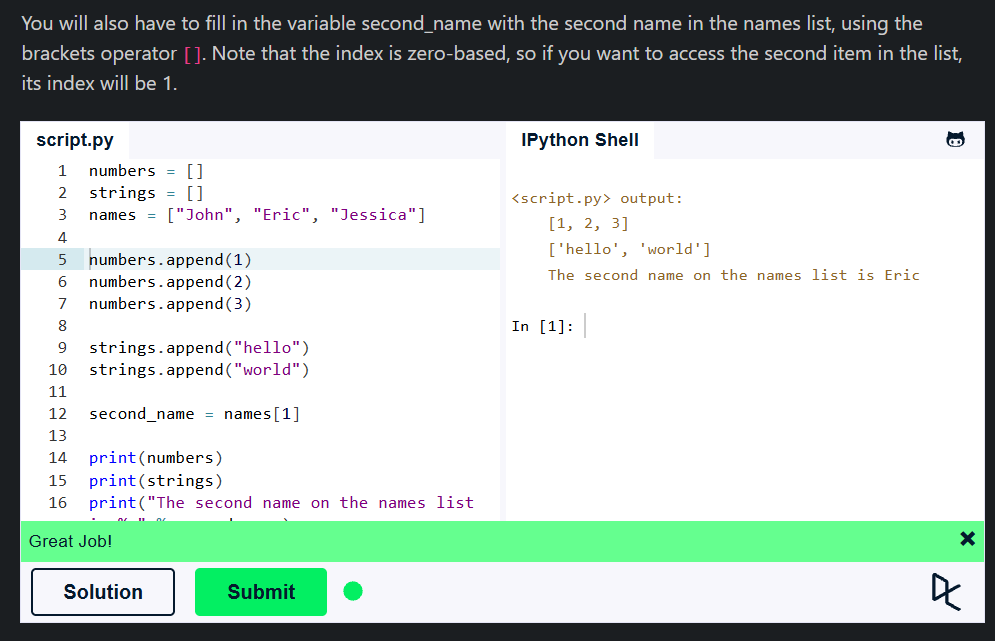 You will also have to fill in the variable second_name with the second name in the names list, using the
brackets operator []. Note that the index is zero-based, so if you want to access the second item in the list,
its index will be 1.
script.py
1 numbers = []
2 strings = []
3 names = ["John", "Eric", "Jessica"]
4
5 numbers.append(1)
6 numbers.append(2)
7 numbers.append(3)
8
9 strings.append("hello")
10 strings.append("world")
11
12 second_name = names[1]
13
14 print(numbers)
15 print(strings)
16 print("The second name on the names list
IPython Shell
<script.py> output:
[1, 2, 3]
['hello', 'world']
The second name on the names list is Eric
In [1]:
Great Job!
Solution
Submit